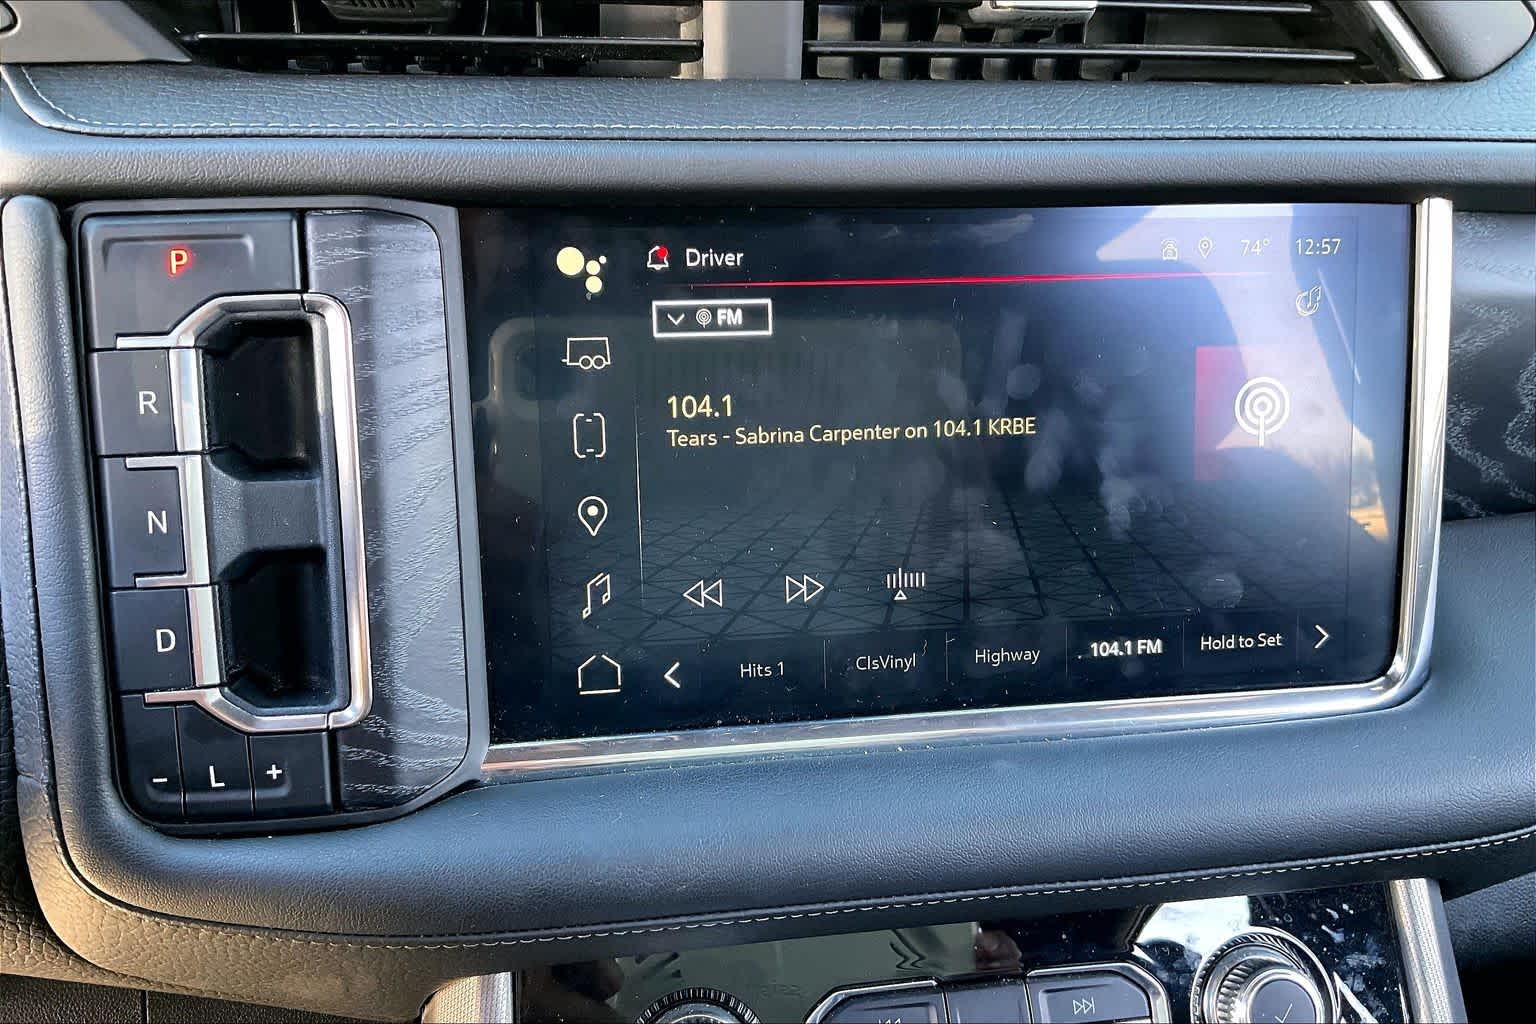 P
R
N
D
- L +
Driver
74° 12:57
FM
104.1
Tears - Sabrina Carpenter on 104.1 KRBE
Hits 1 ClsVinyl Highway 104.1 FM Hold to Set